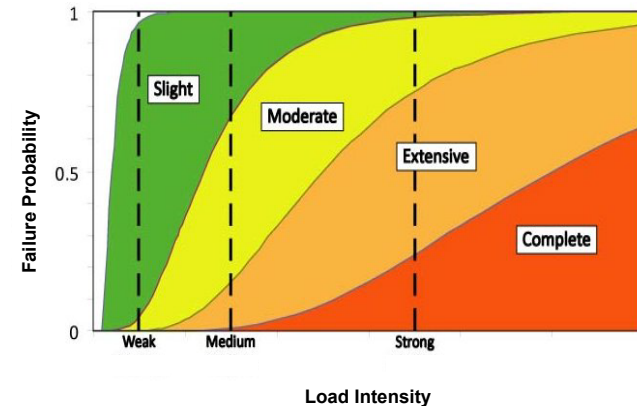 1
Slight
Moderate
0.5
Extensive
Complete
0
Weak
Medium
Strong
Failure Probability
Load Intensity